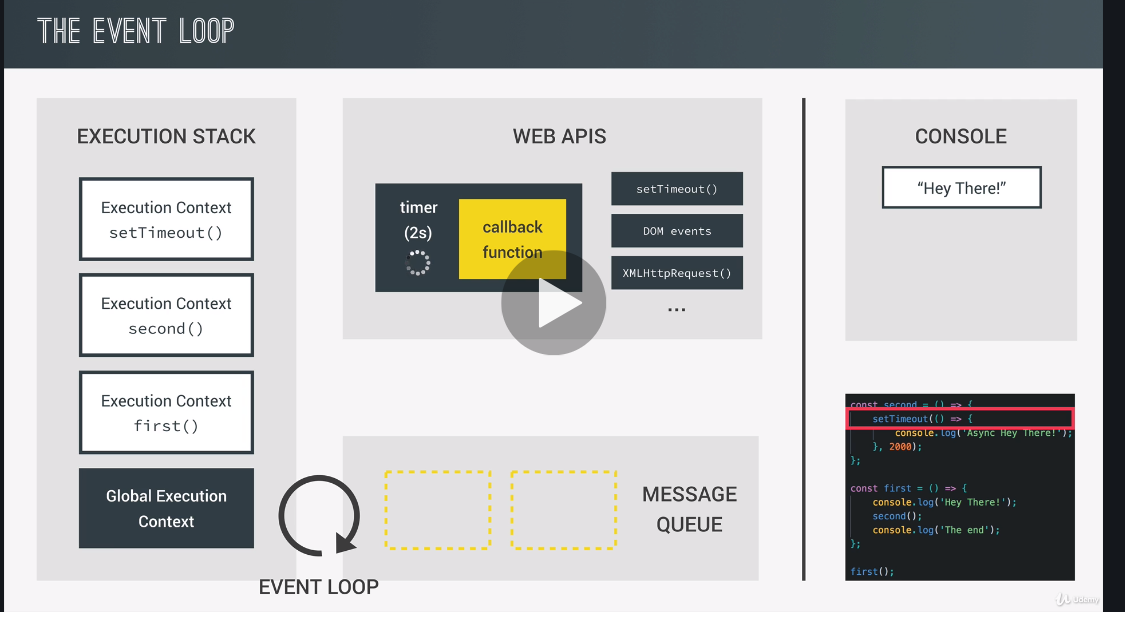 THE EVENT LOOP
EXECUTION STACK
Execution Context
setTimeout()
Execution Context
second()
Execution Context
first()
Global Execution
Context
EVENT LOOP
WEB APIS
timer
(2s)
callback
function
setTimeout()
DOM events
XMLHttpRequest()
...
MESSAGE
QUEUE
CONSOLE
“Hey There!”
const second = () => {
setTimeout(() => {
console.log('Async Hey There!');
}, 2000);
};
const first = () => {
console.log('Hey There!');
second();
console.log('The end');
};
first();
Udemy